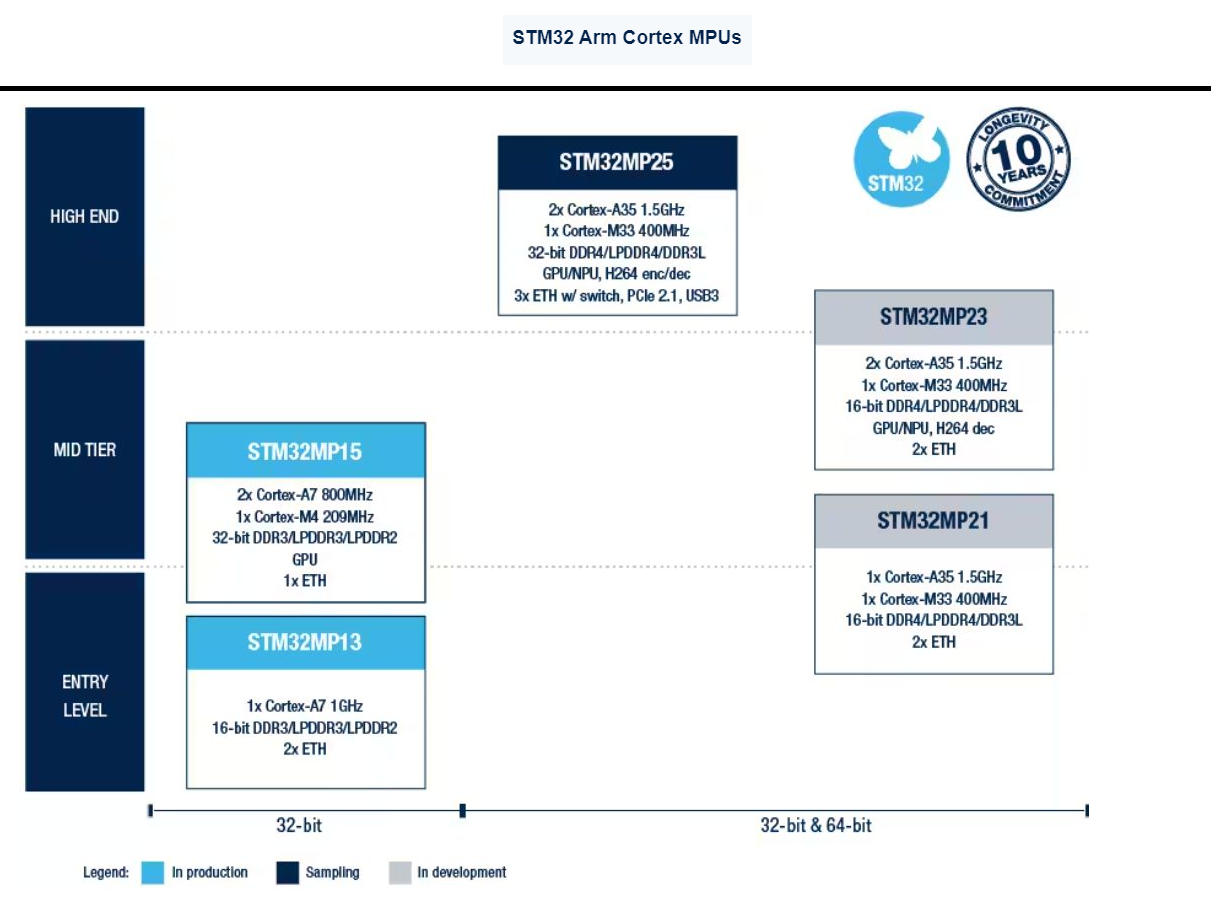 STM32 Arm Cortex MPUs
HIGH END
STM32MP25
2x Cortex-A35 1.5GHz
1x Cortex-M33 400MHz
32-bit DDR4/LPDDR4/DDR3L
GPU/NPU, H264 enc/dec
3x ETH w/ switch, PCIe 2.1, USB3
STM32
LONGEVITY
10
YEARS
COMMITMENT
STM32MP23
2x Cortex-A35 1.5GHz
1x Cortex-M33 400MHz
16-bit DDR4/LPDDR4/DDR3L
GPU/NPU, H264 dec
2x ETH
MID TIER
STM32MP15
2x Cortex-A7 800MHz
1x Cortex-M4 209MHz
32-bit DDR3/LPDDR3/LPDDR2
GPU
1x ETH
STM32MP21
1x Cortex-A35 1.5GHz
1x Cortex-M33 400MHz
16-bit DDR4/LPDDR4/DDR3L
2x ETH
ENTRY
LEVEL
STM32MP13
1x Cortex-A7 1GHz
16-bit DDR3/LPDDR3/LPDDR2
2x ETH
32-bit
32-bit & 64-bit
Legend: In production Sampling In development